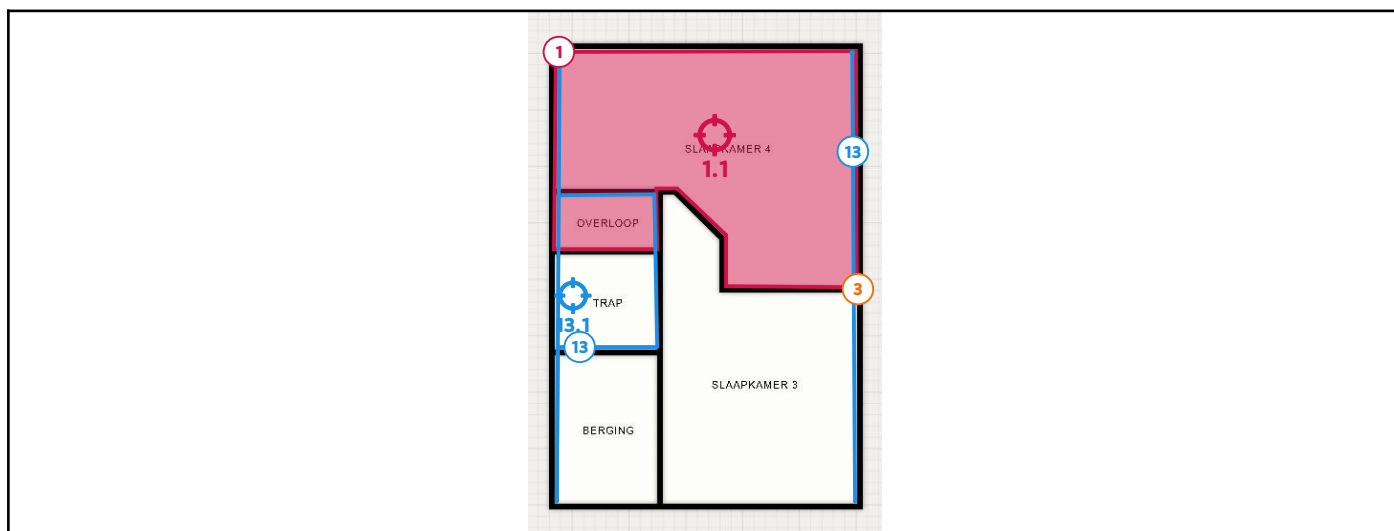 1
13
SLAAPKAMER 4
1.1
OVERLOOP
3
TRAP
13.1
13
SLAAPKAMER 3
BERGING